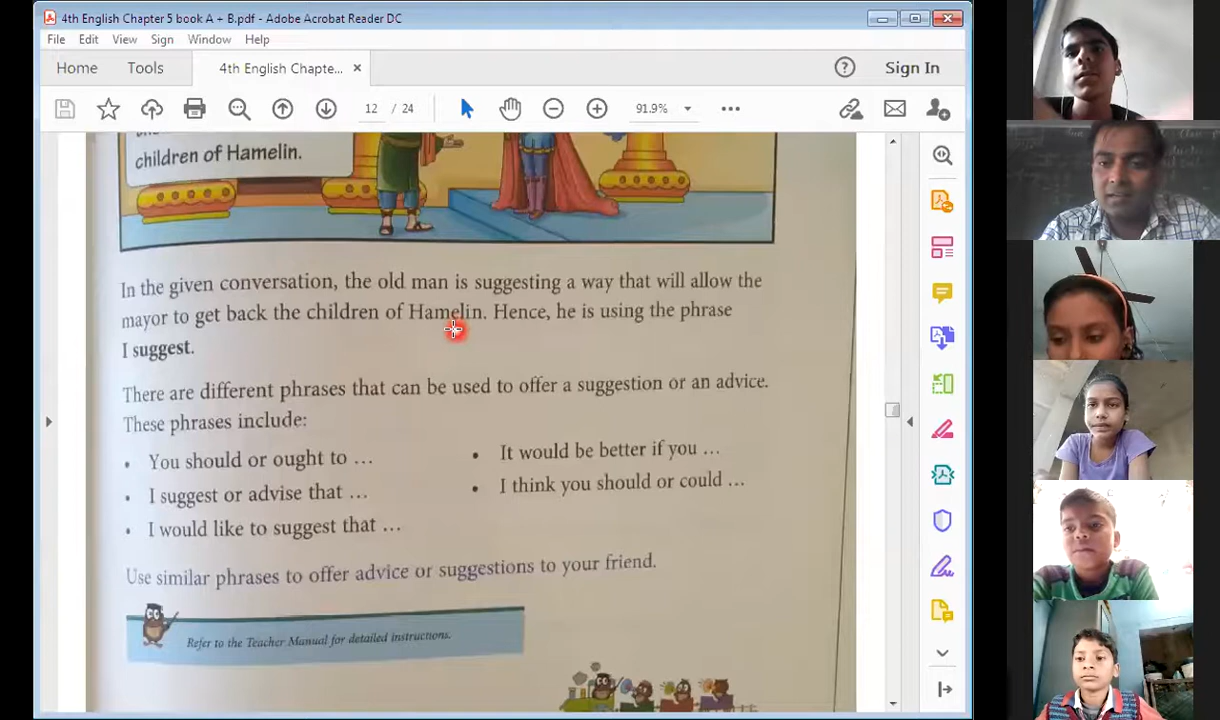 4th English Chapter 5 book A + B.pdf - Adobe Acrobat Reader DC
File Edit View Sign Window Help
Home Tools 4th English Chapte... × Sign In
12 / 24 91.9%
children of Hamelin.
In the given conversation, the old man is suggesting a way that will allow the
mayor to get back the children of Hamelin. Hence, he is using the phrase
I suggest.
There are different phrases that can be used to offer a suggestion or an advice.
These phrases include:
• You should or ought to ...
• I suggest or advise that ...
• I would like to suggest that ...
• It would be better if you ...
• I think you should or could ...
Use similar phrases to offer advice or suggestions to your friend.
Refer to the Teacher Manual for detailed instructions.